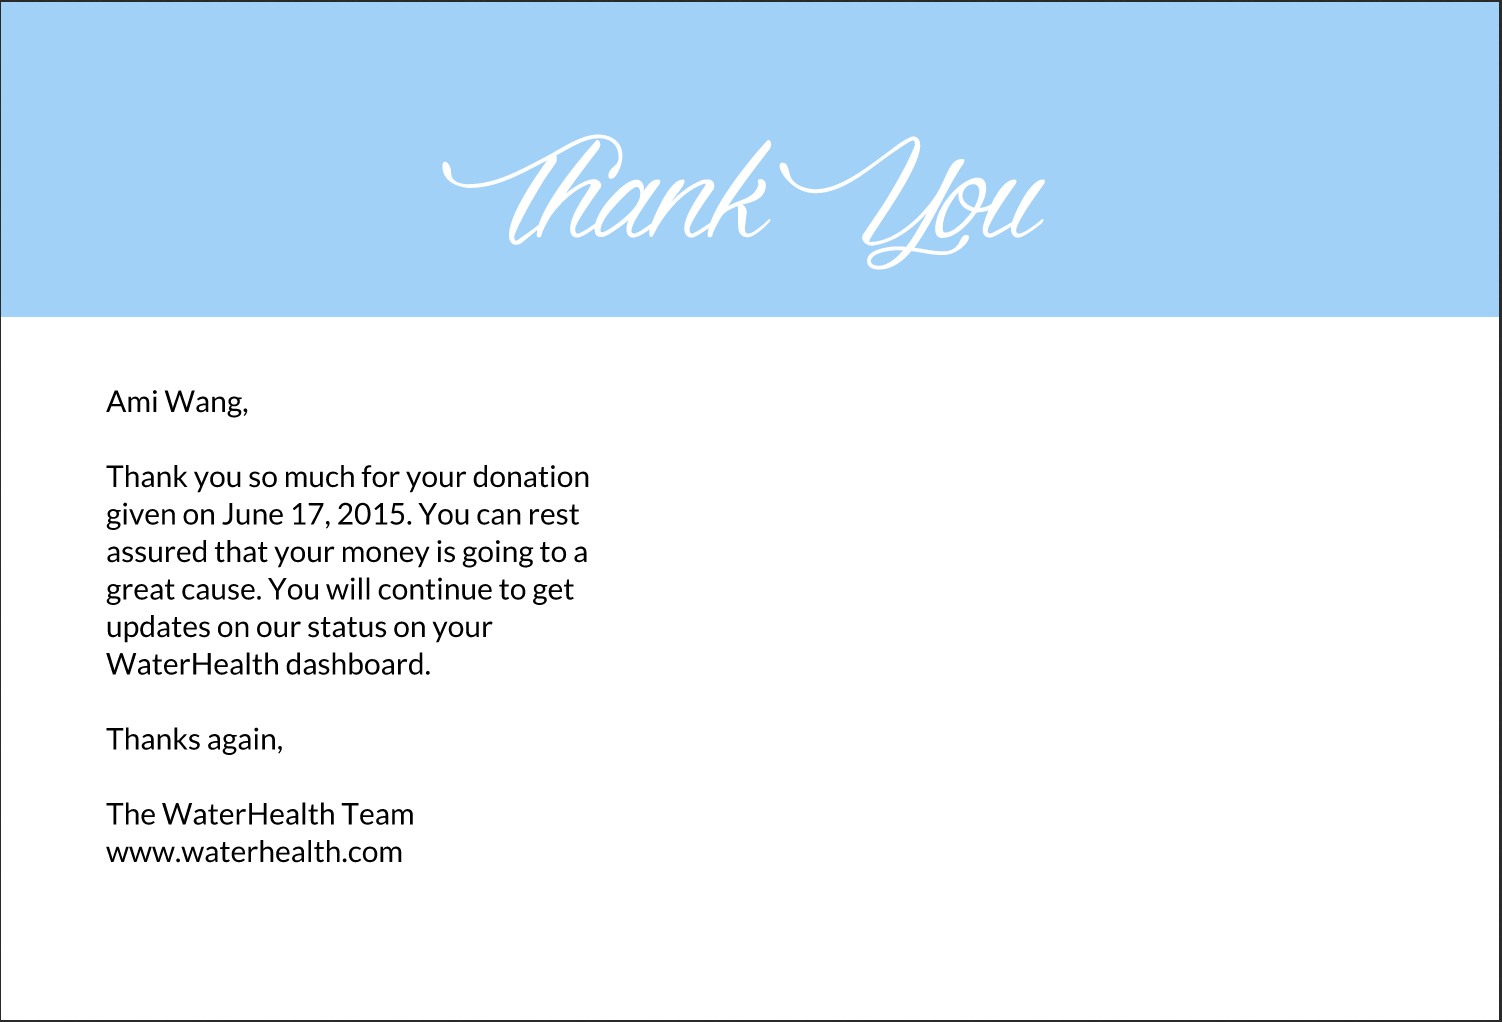 Thank You
Ami Wang,
Thank you so much for your donation
given on June 17, 2015. You can rest
assured that your money is going to a
great cause. You will continue to get
updates on our status on your
WaterHealth dashboard.
Thanks again,
The WaterHealth Team
www.waterhealth.com